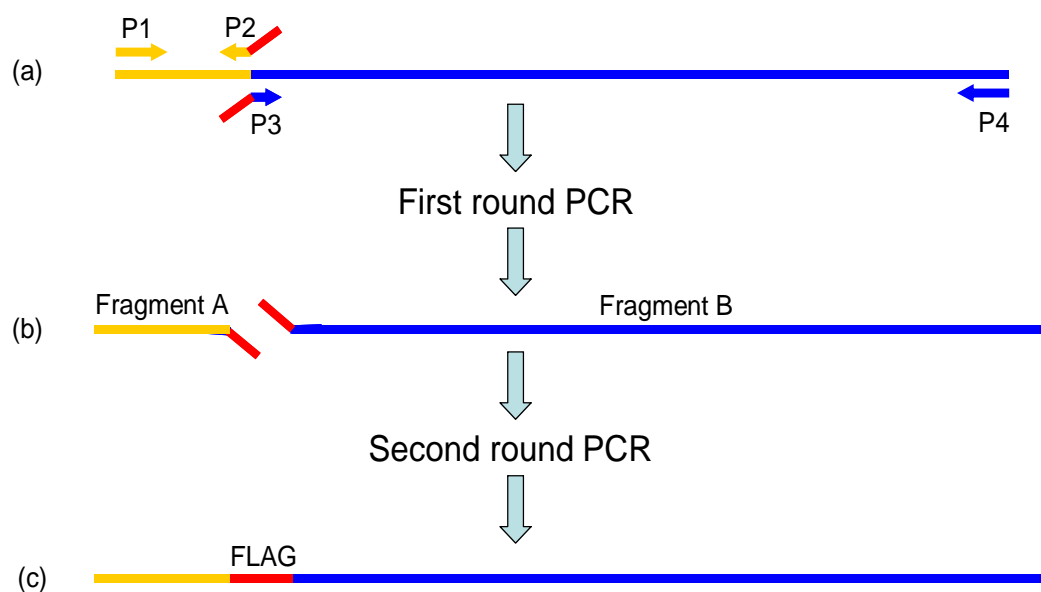 P1 P2
(a)
P3 P4
First round PCR
Fragment A Fragment B
(b)
Second round PCR
FLAG
(c)